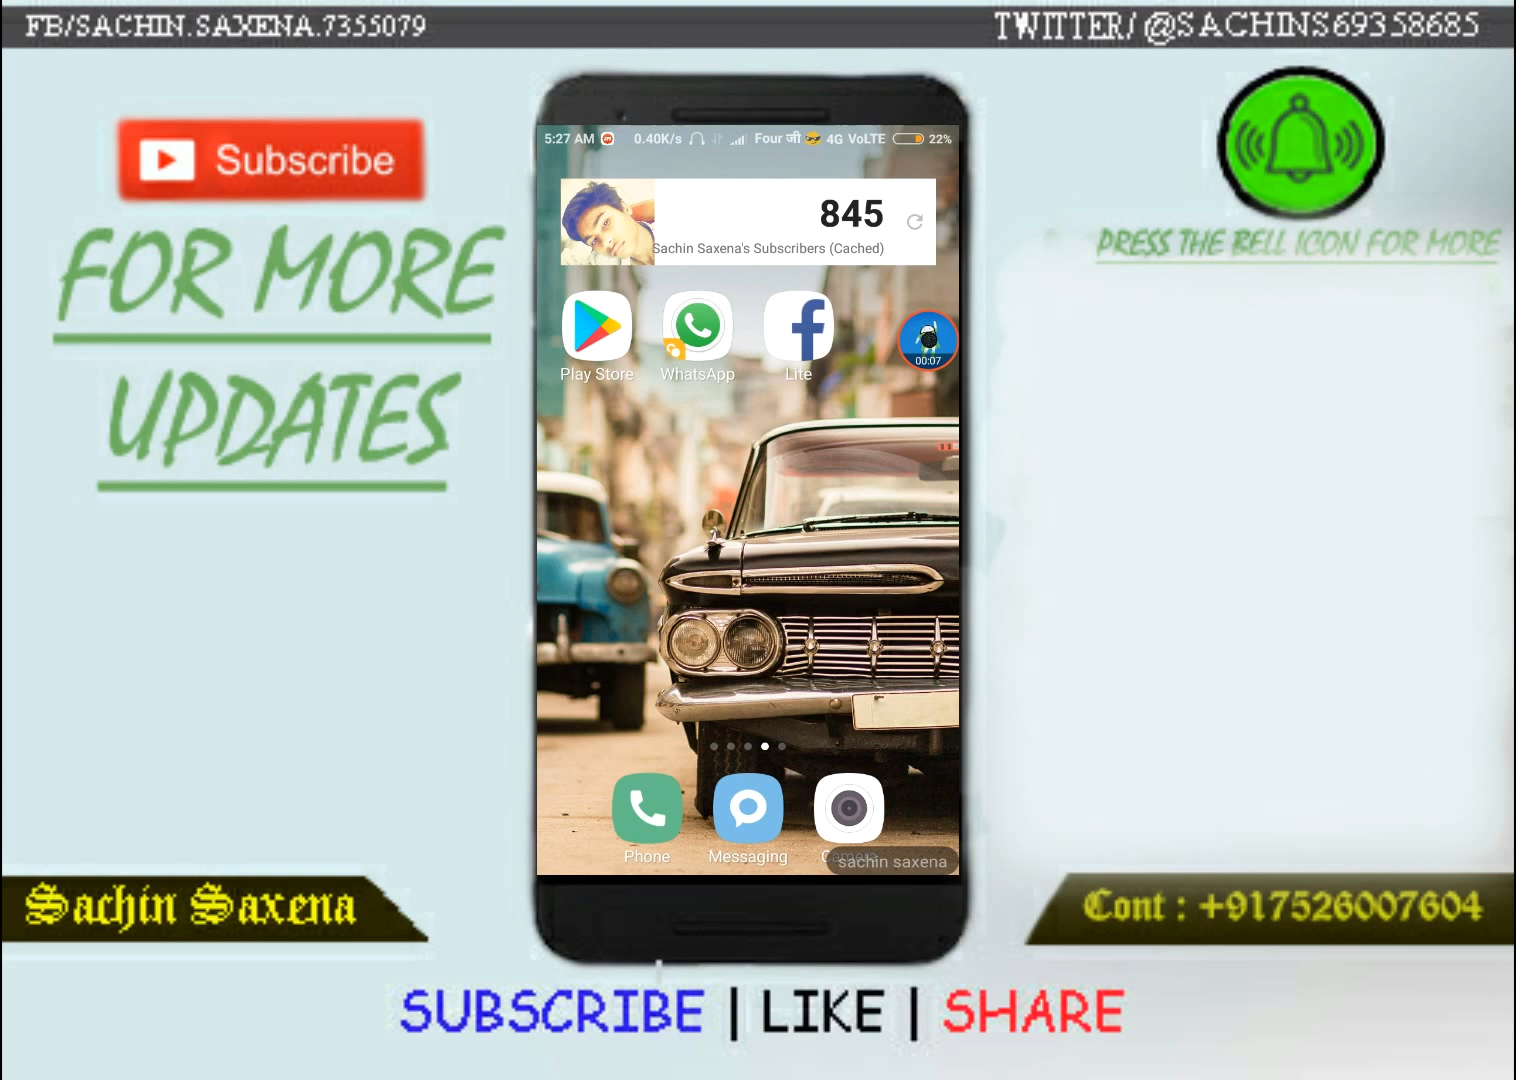 FB/SACHIN.SAXENA.7355079
TWITTER/@SACHINS69358685
Subscribe
FOR MORE
UPDATES
PRESS THE BELL ICON FOR MORE
5:27 AM 0.40K/s Four जी 😎 4G VoLTE 22%
845
Sachin Saxena's Subscribers (Cached)
Play Store WhatsApp Lite
00:07
Phone Messaging Camera
sachin saxena
Sachin Saxena
Cont : +917526007604
SUBSCRIBE | LIKE | SHARE